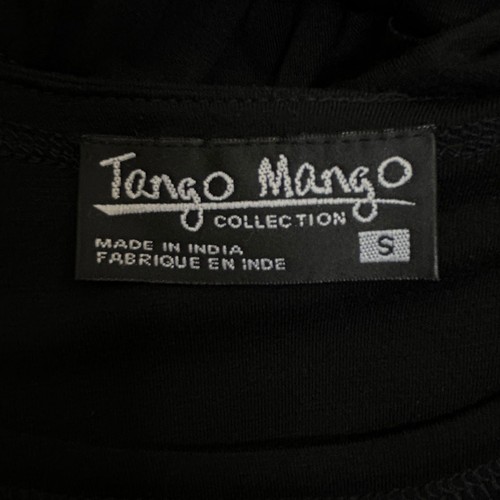 Tango Mango
COLLECTION
MADE IN INDIA
FABRIQUE EN INDE
S